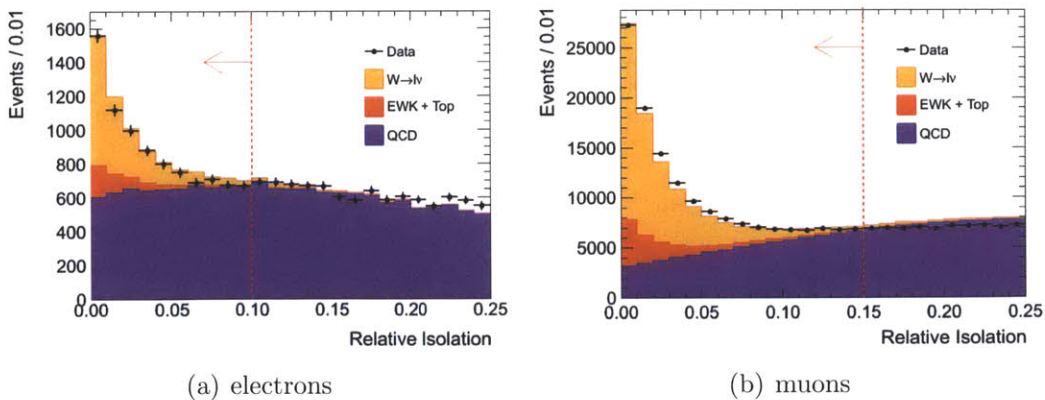 Events / 0.01
1600
1400
1200
1000
800
600
400
200
0
0.00 0.05 0.10 0.15 0.20 0.25
Relative Isolation
Data
W→lν
EWK + Top
QCD
(a) electrons
Events / 0.01
25000
20000
15000
10000
5000
0
0.00 0.05 0.10 0.15 0.20 0.25
Relative Isolation
Data
W→lν
EWK + Top
QCD
(b) muons